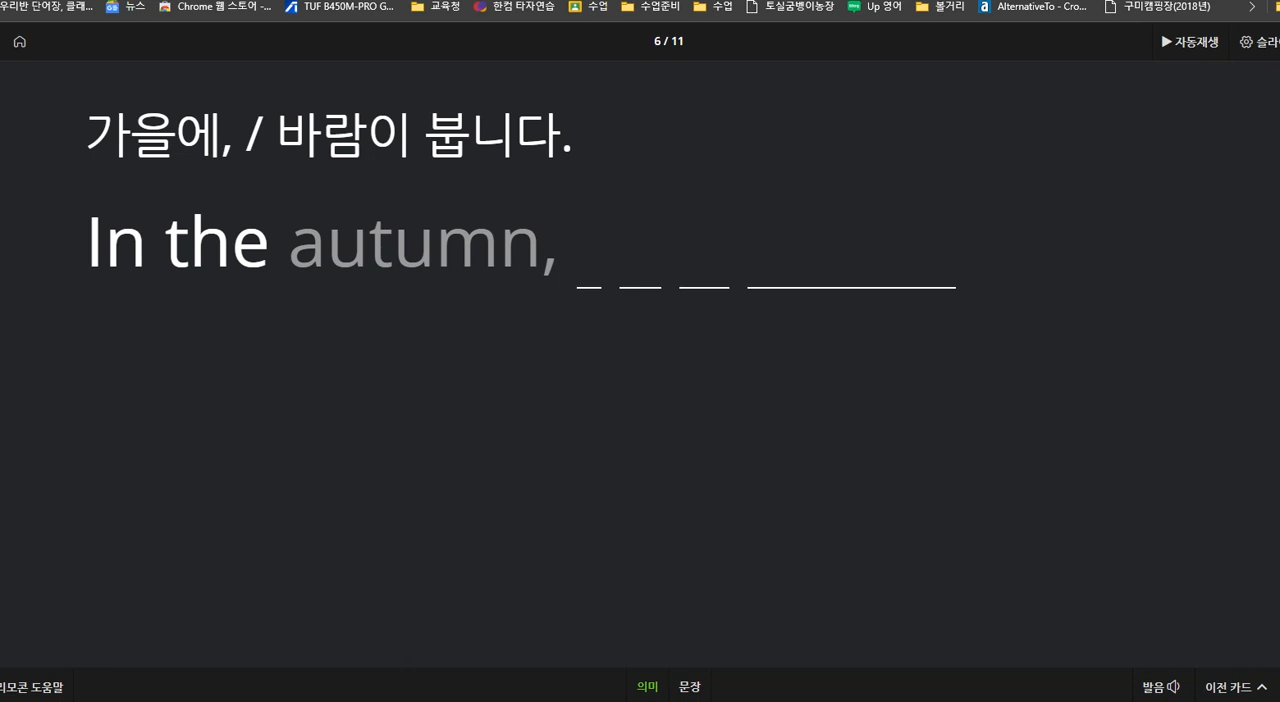 우리반 단어장, 클래... 뉴스 Chrome 웹 스토어 -... TUF B450M-PRO G... 교육청 한컴 타자연습 수업 수업준비 수업 토실굼벵이농장 Up 영어 볼거리 AlternativeTo - Cro... 구미캠핑장(2018년)
6 / 11 자동재생 슬라
가을에, / 바람이 붑니다.
In the autumn,
리모콘 도움말 의미 문장 발음 이전 카드